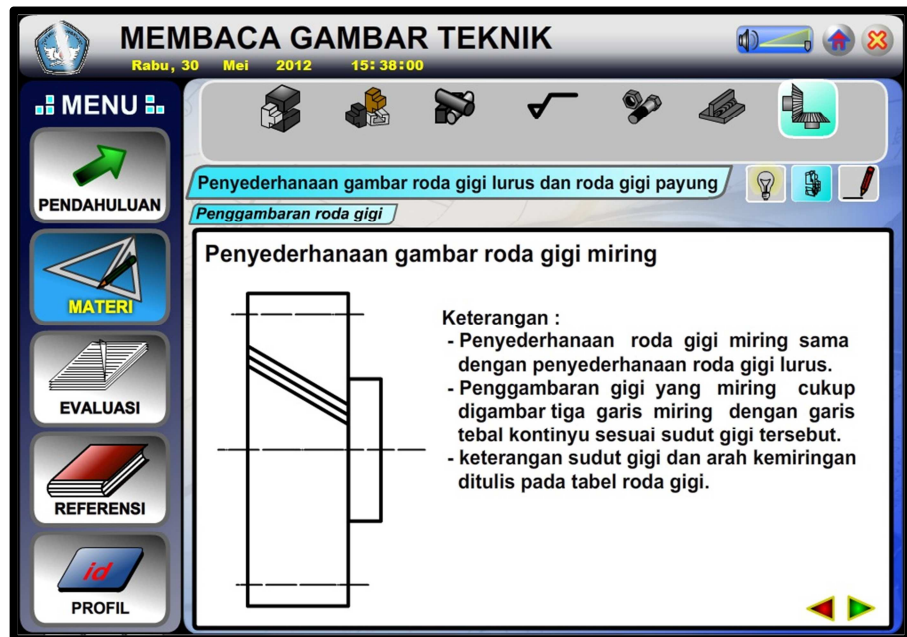 MEMBACA GAMBAR TEKNIK
Rabu, 30 Mei 2012 15:38:00
MENU
PENDAHULUAN
MATERI
EVALUASI
REFERENSI
id
PROFIL
Penyederhanaan gambar roda gigi lurus dan roda gigi payung
Penggambaran roda gigi
Penyederhanaan gambar roda gigi miring
Keterangan :
- Penyederhanaan roda gigi miring sama
dengan penyederhanaan roda gigi lurus.
- Penggambaran gigi yang miring cukup
digambar tiga garis miring dengan garis
tebal kontinyu sesuai sudut gigi tersebut.
- keterangan sudut gigi dan arah kemiringan
ditulis pada tabel roda gigi.